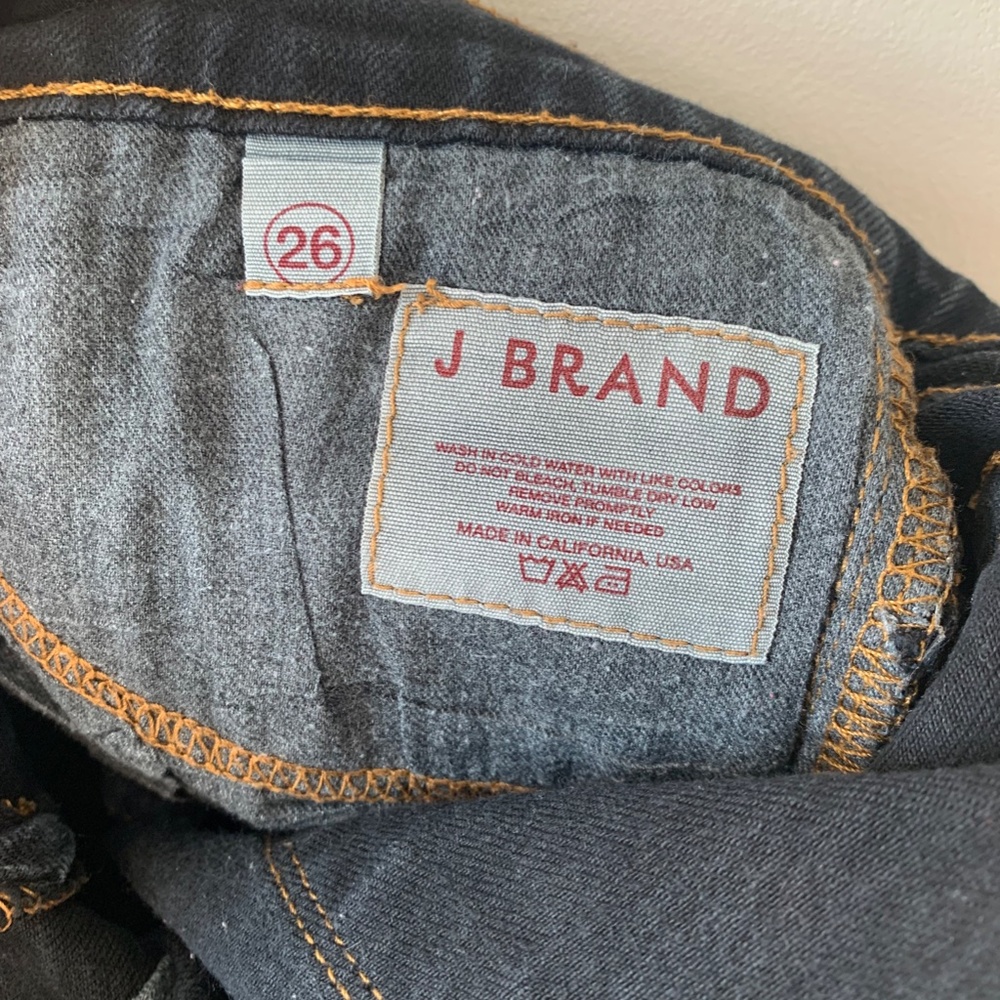 26
J BRAND
WASH IN COLD WATER WITH LIKE COLORS
DO NOT BLEACH, TUMBLE DRY LOW
REMOVE PROMPTLY
WARM IRON IF NEEDED
MADE IN CALIFORNIA, USA